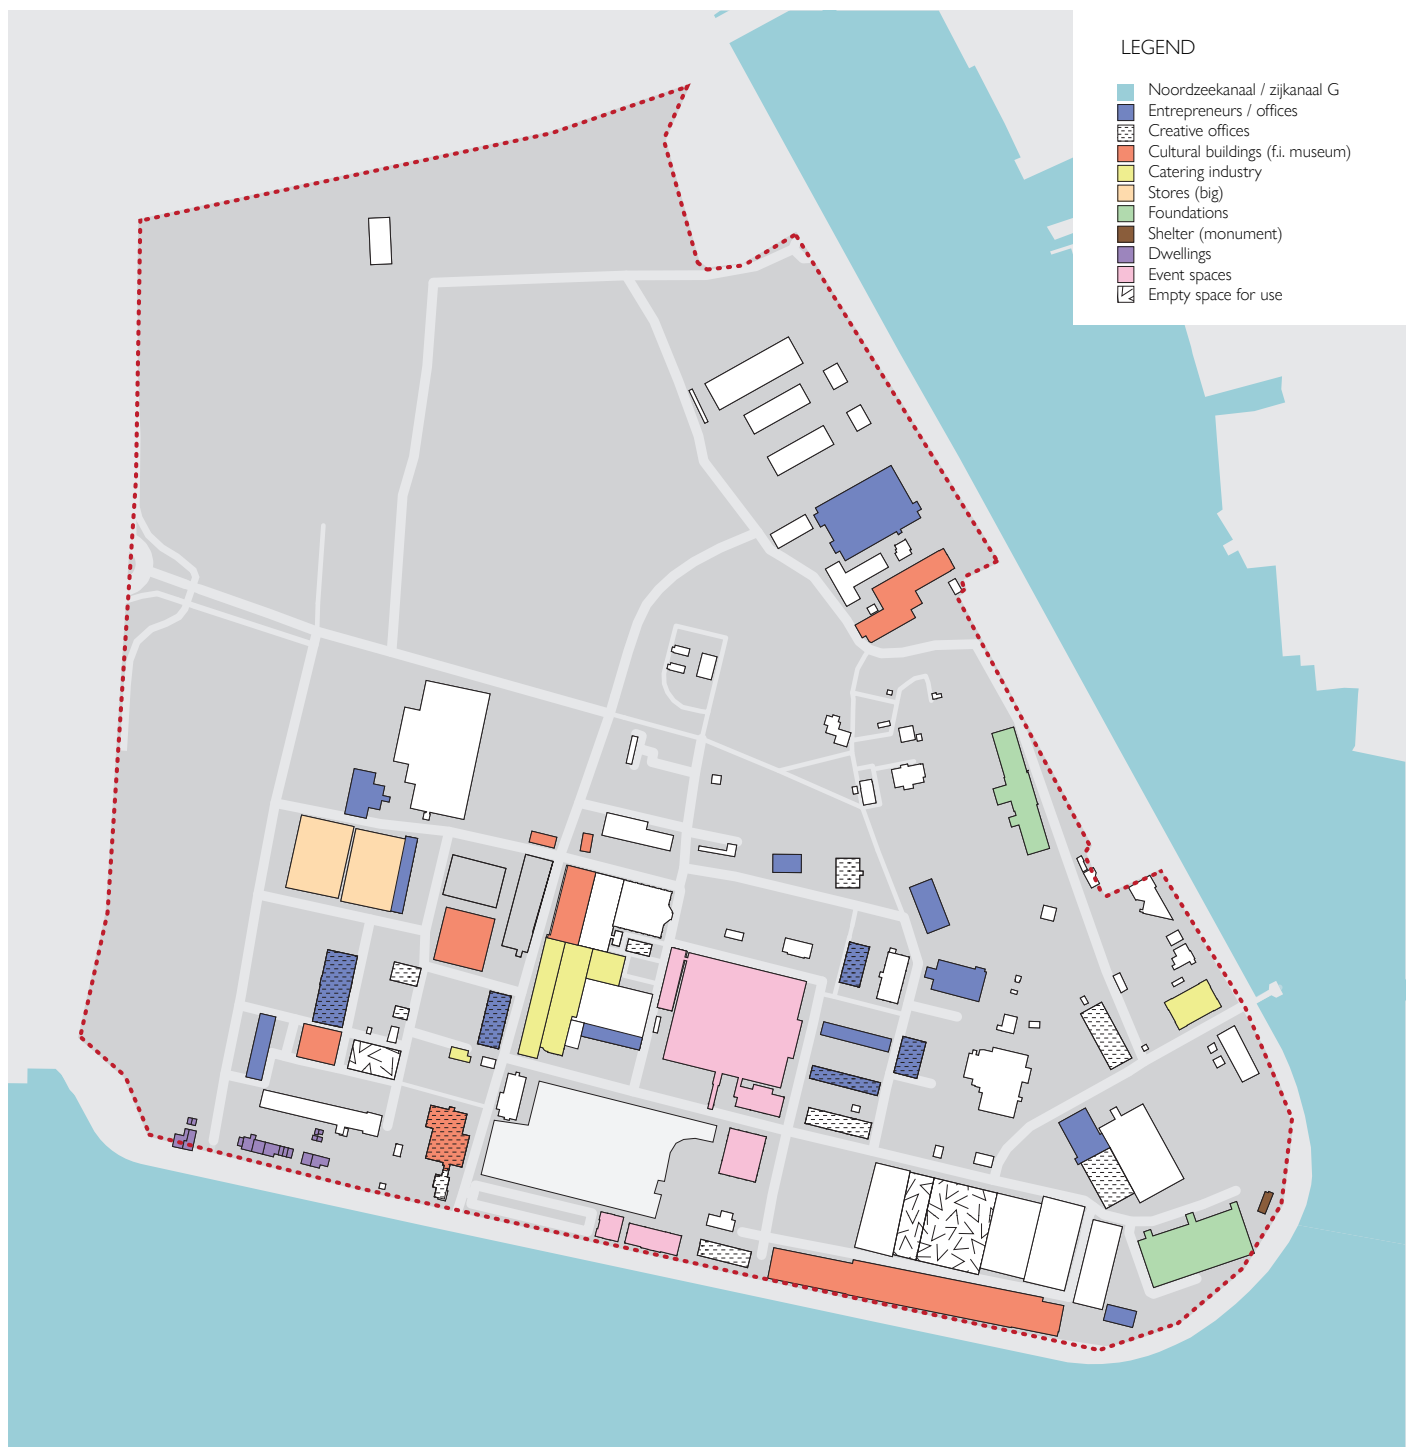 LEGEND
Noordzeekanaal / zijkanaal G
Entrepreneurs / offices
Creative offices
Cultural buildings (f.i. museum)
Catering industry
Stores (big)
Foundations
Shelter (monument)
Dwellings
Event spaces
Empty space for use